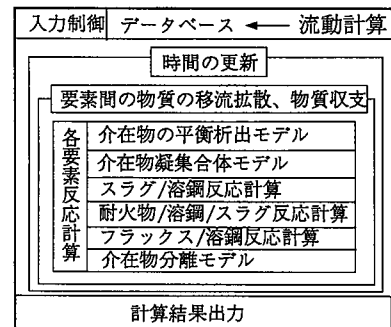 入力制御 データベース ← 流動計算
時間の更新
要素間の物質の移流拡散、物質収支
各要素反応計算
介在物の平衡析出モデル
介在物凝集合体モデル
スラグ/溶鋼反応計算
耐火物/溶鋼/スラグ反応計算
フラックス/溶鋼反応計算
介在物分離モデル
計算結果出力